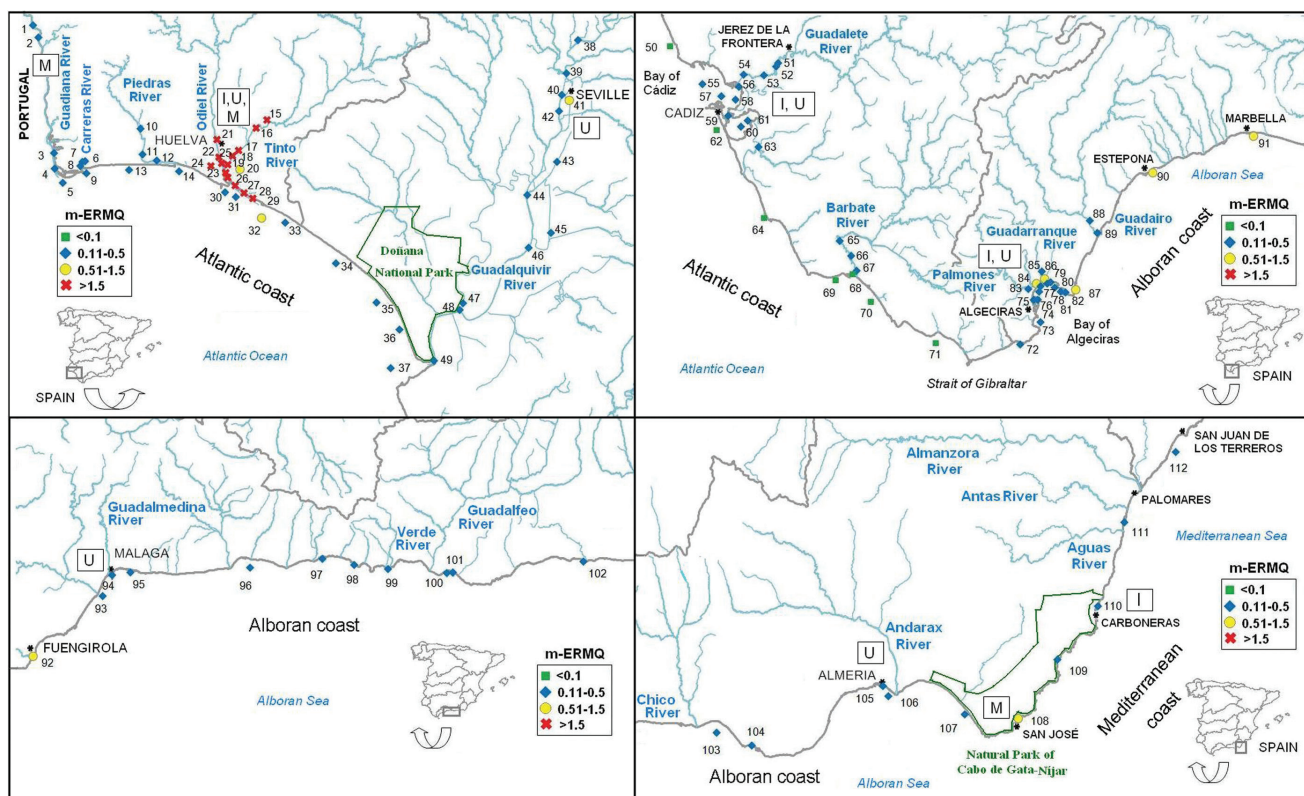 1
2
M
PORTUGAL
Guadiana River
Carreras River
Piedras
River
Odiel River
I,U,
M
HUELVA
Tinto
River
3
4
5
6
7
8
9
10
11
12
13
14
15
16
17
18
19
20
21
22
23
24
25
26
27
28
29
30
31
32
33
34
35
36
37
38
39
40
SEVILLE
41
42
U
43
44
45
46
47
48
49
m-ERMQ
<0.1
0.11-0.5
0.51-1.5
>1.5
Doñana
National Park
Guadalquivir
River
Atlantic coast
Atlantic Ocean
SPAIN
50
JEREZ DE LA
FRONTERA
Guadalete
River
Bay of
Cádiz
51
52
53
54
55
56
57
58
59
60
61
62
63
CADIZ
I, U
64
Barbate
River
65
66
67
68
69
70
71
72
73
74
75
76
77
78
79
80
81
82
83
84
85
86
87
88
89
90
91
MARBELLA
ESTEPONA
Alboran Sea
Guadairo
River
Guadarranque
River
I, U
Palmones
River
ALGECIRAS
Bay of
Algeciras
Alboran coast
Atlantic coast
Atlantic Ocean
Strait of Gibraltar
m-ERMQ
<0.1
0.11-0.5
0.51-1.5
>1.5
SPAIN
Guadalmedina
River
U
MALAGA
Verde
River
Guadalfeo
River
92
93
94
95
96
97
98
99
100
101
102
FUENGIROLA
Alboran coast
Alboran Sea
m-ERMQ
<0.1
0.11-0.5
0.51-1.5
>1.5
SPAIN
SAN JUAN DE
LOS TERREROS
112
Almanzora
River
Antas River
PALOMARES
111
Mediterranean Sea
Aguas
River
110
I
CARBONERAS
Andarax
River
U
ALMERIA
Chico
River
103
104
105
106
107
108
109
M
SAN JOSÉ
Natural Park of
Cabo de Gata-Níjar
Mediterranean
coast
Alboran coast
Alboran Sea
m-ERMQ
<0.1
0.11-0.5
0.51-1.5
>1.5
SPAIN